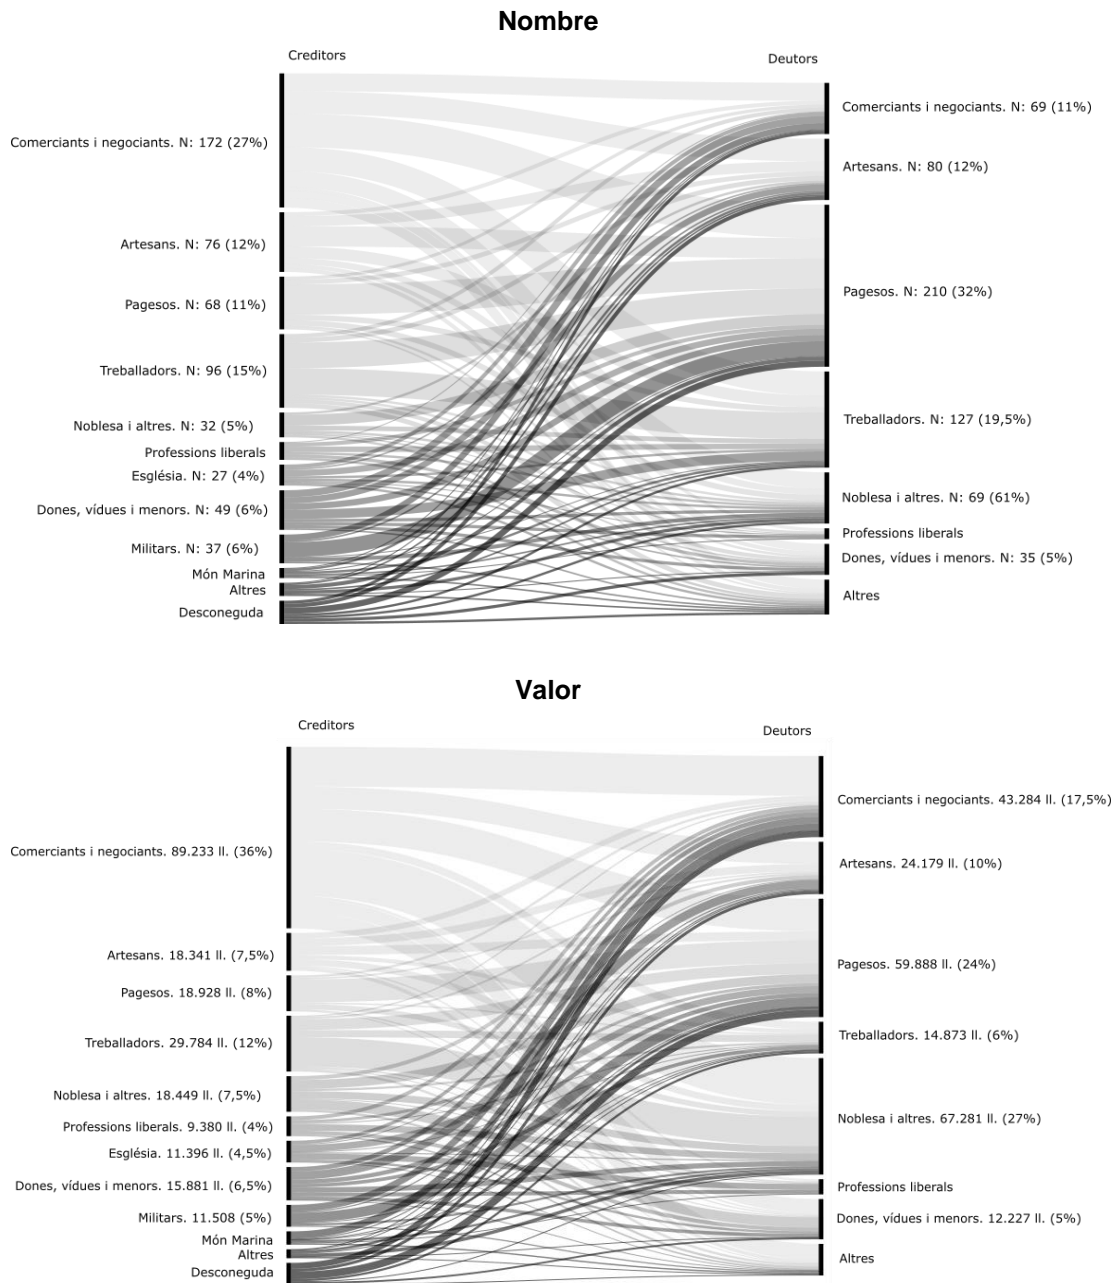 Nombre
Creditors
Deutors
Comerciants i negociants. N: 172 (27%)
Artesans. N: 76 (12%)
Pagesos. N: 68 (11%)
Treballadors. N: 96 (15%)
Noblesa i altres. N: 32 (5%)
Professions liberals
Església. N: 27 (4%)
Dones, vídues i menors. N: 49 (6%)
Militars. N: 37 (6%)
Món Marina
Altres
Desconeguda
Comerciants i negociants. N: 69 (11%)
Artesans. N: 80 (12%)
Pagesos. N: 210 (32%)
Treballadors. N: 127 (19,5%)
Noblesa i altres. N: 69 (61%)
Professions liberals
Dones, vídues i menors. N: 35 (5%)
Altres
Valor
Creditors
Deutors
Comerciants i negociants. 89.233 ll. (36%)
Artesans. 18.341 ll. (7,5%)
Pagesos. 18.928 ll. (8%)
Treballadors. 29.784 ll. (12%)
Noblesa i altres. 18.449 ll. (7,5%)
Professions liberals. 9.380 ll. (4%)
Església. 11.396 ll. (4,5%)
Dones, vídues i menors. 15.881 ll. (6,5%)
Militars. 11.508 (5%)
Món Marina
Altres
Desconeguda
Comerciants i negociants. 43.284 ll. (17,5%)
Artesans. 24.179 ll. (10%)
Pagesos. 59.888 ll. (24%)
Treballadors. 14.873 ll. (6%)
Noblesa i altres. 67.281 ll. (27%)
Professions liberals
Dones, vídues i menors. 12.227 ll. (5%)
Altres